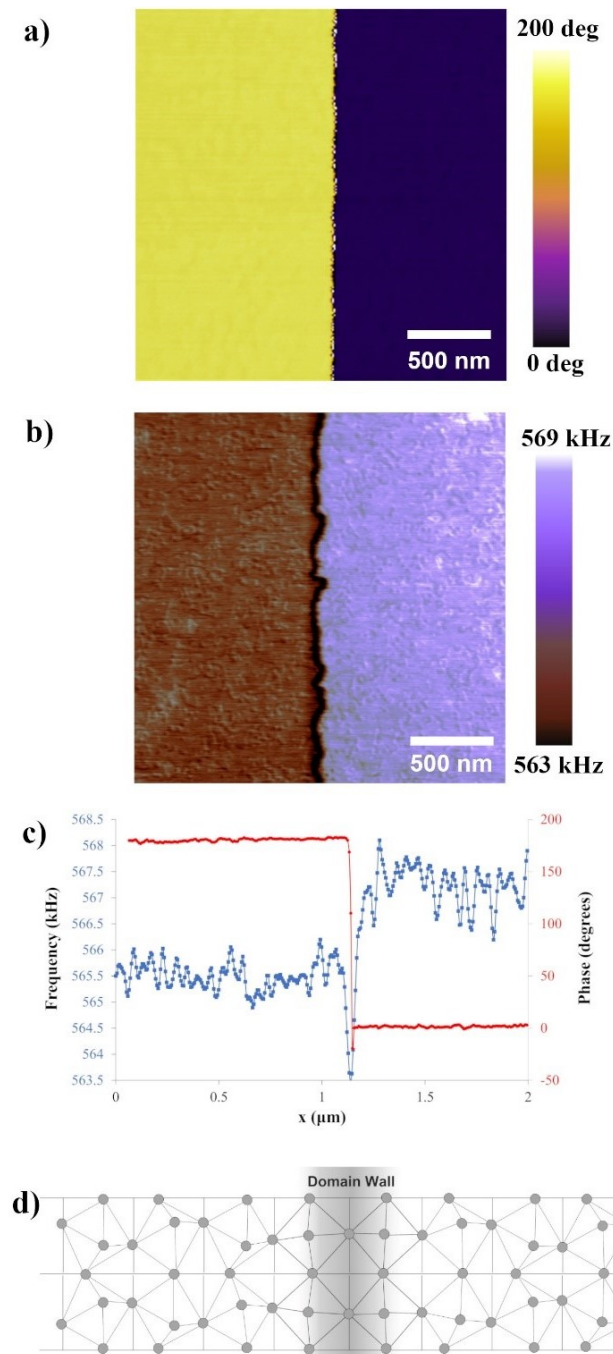 a)
200 deg
500 nm
0 deg
b)
569 kHz
500 nm
563 kHz
c)
568.5
568
567.5
567
566.5
566
565.5
565
564.5
564
563.5
Frequency (kHz)
200
150
100
50
0
-50
Phase (degrees)
0
0.5
1
1.5
2
x (μm)
d)
Domain Wall